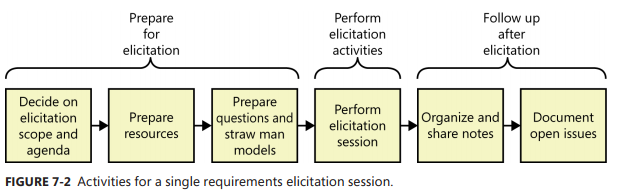 Prepare
for
elicitation
Perform
elicitation
activities
Follow up
after
elicitation
Decide on
elicitation
scope and
agenda
Prepare
resources
Prepare
questions and
straw man
models
Perform
elicitation
session
Organize and
share notes
Document
open issues
FIGURE 7-2 Activities for a single requirements elicitation session.